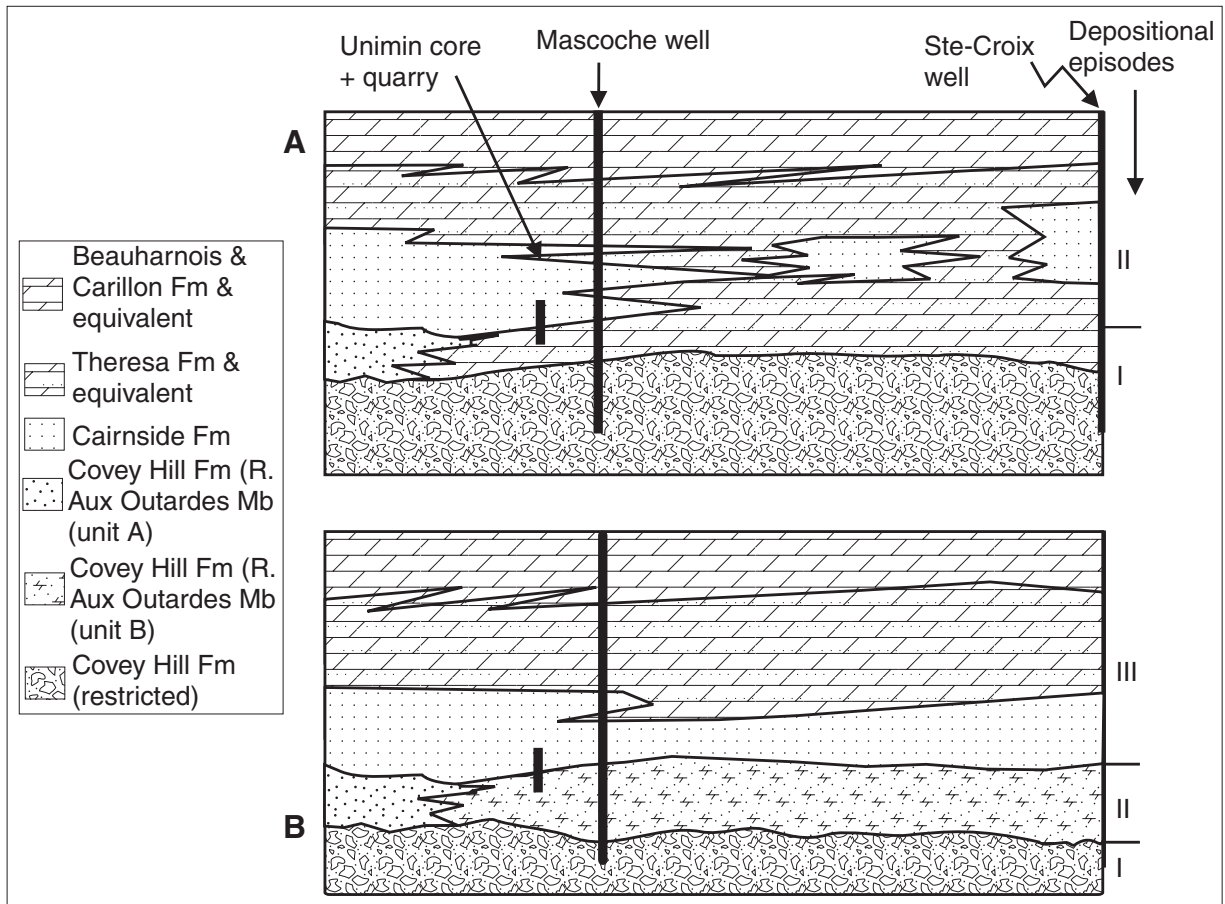 Unimin core
+ quarry
Mascoche well
Ste-Croix
well
Depositional
episodes
A
II
I
Beauharnois &
Carillon Fm &
equivalent
Theresa Fm &
equivalent
Cairnside Fm
Covey Hill Fm (R.
Aux Outardes Mb
(unit A)
Covey Hill Fm (R.
Aux Outardes Mb
(unit B)
Covey Hill Fm
(restricted)
B
III
II
I